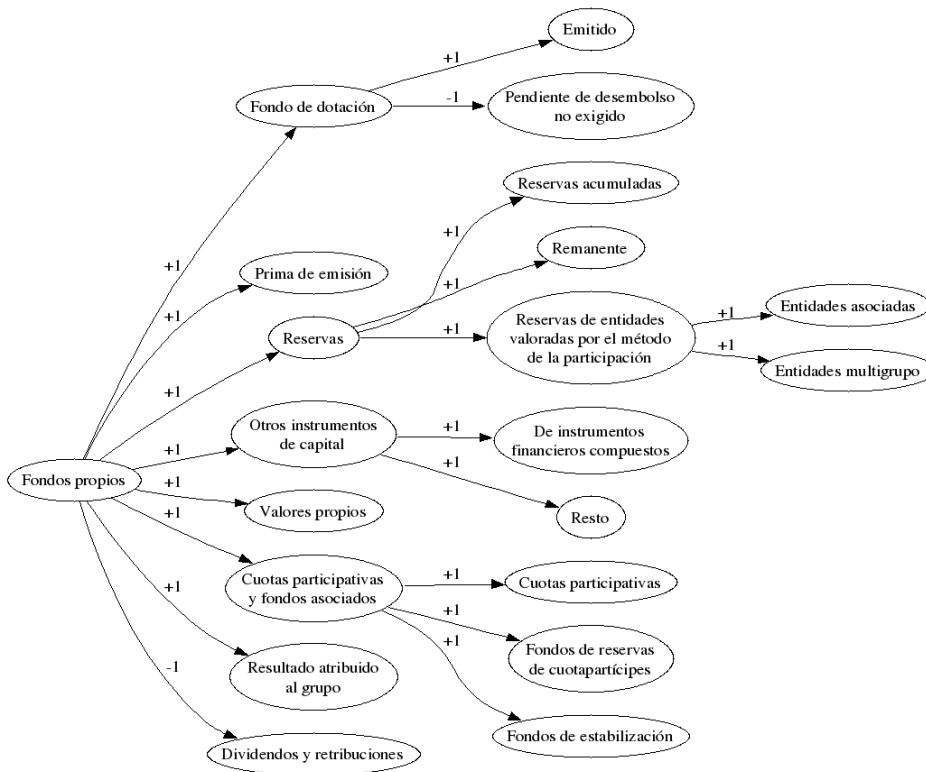 Emitido
+1
Fondo de dotación
-1
Pendiente de desembolso
no exigido
Reservas acumuladas
+1
Remanente
+1
Prima de emisión
+1
+1
Reservas
+1
Reservas de entidades
valoradas por el método
de la participación
+1
Entidades asociadas
+1
Entidades multigrupo
+1
Otros instrumentos
de capital
+1
De instrumentos
financieros compuestos
+1
Resto
+1
Fondos propios
+1
Valores propios
+1
Cuotas participativas
y fondos asociados
+1
Cuotas participativas
+1
Fondos de reservas
de cuotapartícipes
+1
Fondos de estabilización
+1
Resultado atribuido
al grupo
-1
Dividendos y retribuciones